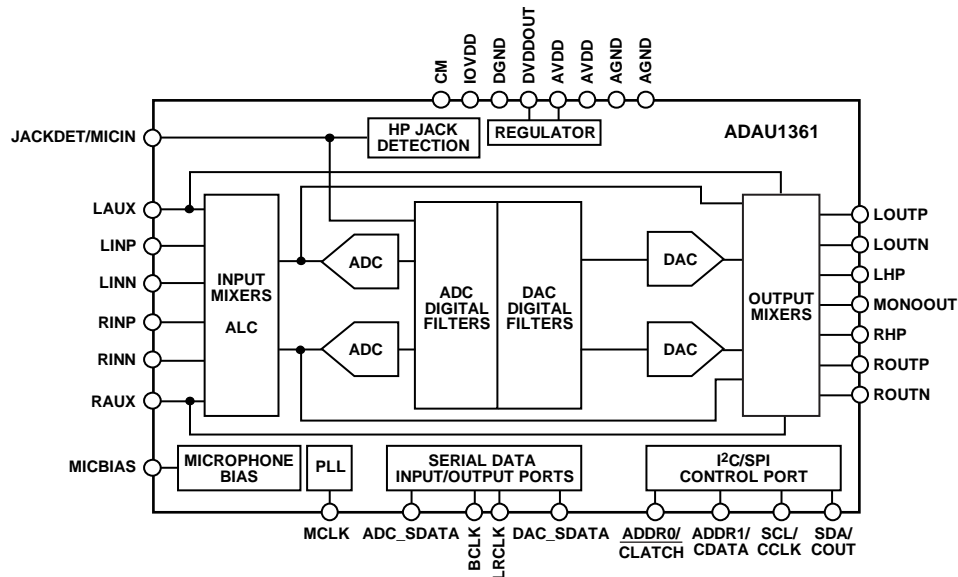 CM
IOVDD
DGND
DVDDOUT
AVDD
AVDD
AGND
AGND
JACKDET/MICIN
HP JACK
DETECTION
REGULATOR
ADAU1361
LAUX
LINP
LINN
RINP
RINN
RAUX
MICBIAS
INPUT
MIXERS
ALC
ADC
ADC
ADC
DIGITAL
FILTERS
DAC
DIGITAL
FILTERS
DAC
DAC
OUTPUT
MIXERS
LOUTP
LOUTN
LHP
MONOOUT
RHP
ROUTP
ROUTN
MICROPHONE
BIAS
PLL
SERIAL DATA
INPUT/OUTPUT PORTS
I²C/SPI
CONTROL PORT
MCLK
ADC_SDATA
BCLK
LRCLK
DAC_SDATA
ADDR0/
CLATCH
ADDR1/
CDATA
SCL/
CCLK
SDA/
COUT